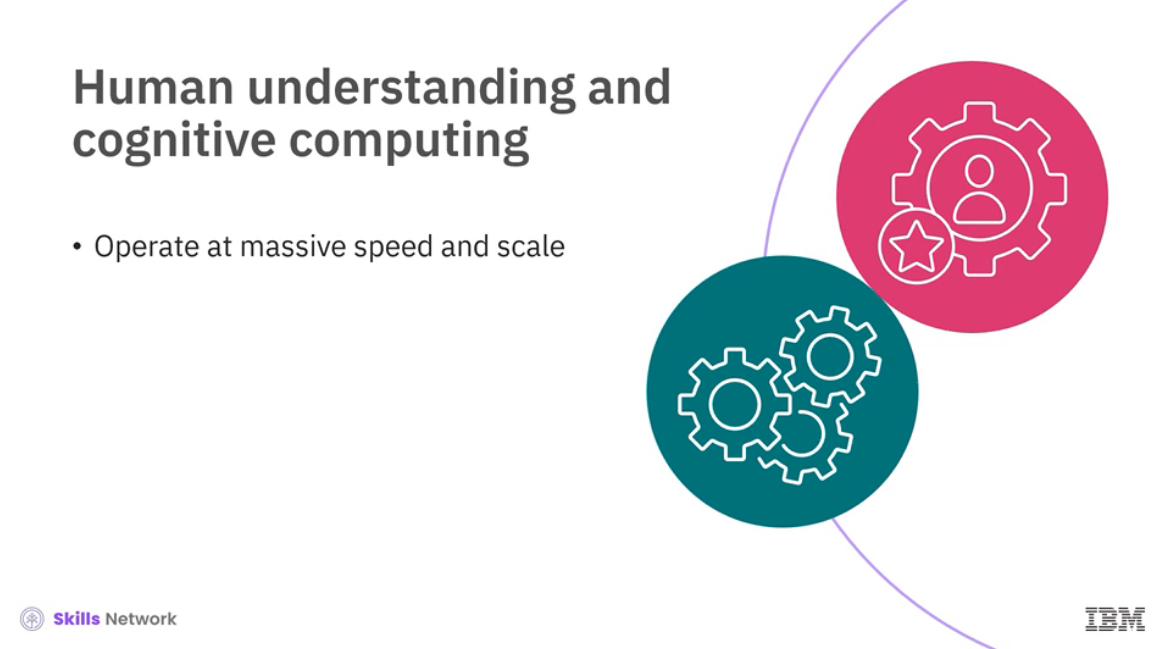 Human understanding and
cognitive computing
• Operate at massive speed and scale
Skills Network
IBM